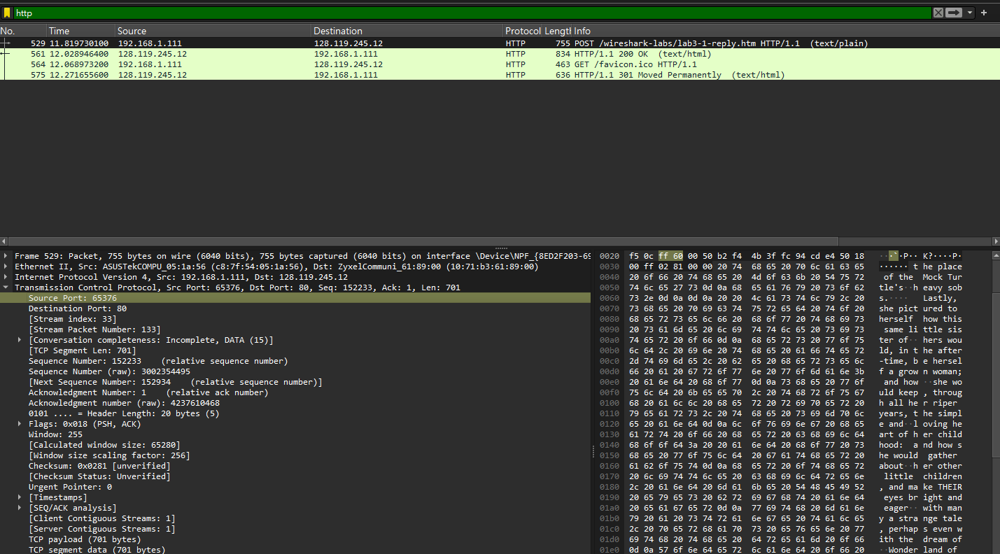 http
No. Time Source Destination Protocol Length Info
529 11.819730100 192.168.1.111 128.119.245.12 HTTP 755 POST /wireshark-labs/lab3-1-reply.htm HTTP/1.1 (text/plain)
561 12.028946400 128.119.245.12 192.168.1.111 HTTP 834 HTTP/1.1 200 OK (text/html)
564 12.068973200 192.168.1.111 128.119.245.12 HTTP 463 GET /favicon.ico HTTP/1.1
575 12.271655600 128.119.245.12 192.168.1.111 HTTP 636 HTTP/1.1 301 Moved Permanently (text/html)
Frame 529: Packet, 755 bytes on wire (6040 bits), 755 bytes captured (6040 bits) on interface \Device\NPF_{8ED2F203-69
Ethernet II, Src: ASUSTekCOMPU_05:1a:56 (c8:7f:54:05:1a:56), Dst: ZyxelCommuni_61:89:00 (10:71:b3:61:89:00)
Internet Protocol Version 4, Src: 192.168.1.111, Dst: 128.119.245.12
Transmission Control Protocol, Src Port: 65376, Dst Port: 80, Seq: 152233, Ack: 1, Len: 701
Source Port: 65376
Destination Port: 80
[Stream index: 33]
[Stream Packet Number: 133]
[Conversation completeness: Incomplete, DATA (15)]
[TCP Segment Len: 701]
Sequence Number: 152233 (relative sequence number)
Sequence Number (raw): 3002354495
[Next Sequence Number: 152934 (relative sequence number)]
Acknowledgment Number: 1 (relative ack number)
Acknowledgment number (raw): 4237610468
0101 .... = Header Length: 20 bytes (5)
Flags: 0x018 (PSH, ACK)
Window: 255
[Calculated window size: 65280]
[Window size scaling factor: 256]
Checksum: 0x0281 [unverified]
[Checksum Status: Unverified]
Urgent Pointer: 0
[Timestamps]
[SEQ/ACK analysis]
[Client Contiguous Streams: 1]
[Server Contiguous Streams: 1]
TCP payload (701 bytes)
TCP segment data (701 bytes)
0020 f5 0c ff 60 00 50 b2 f4 4b 3f fc 94 cd e4 50 18 ···`·P·· K?····P·
0030 00 ff 02 81 00 00 20 74 68 65 20 70 6c 61 63 65 ······ t he place
0040 20 6f 66 20 74 68 65 20 4d 6f 63 6b 20 54 75 72 of the Mock Tur
0050 74 6c 65 27 73 0d 0a 68 65 61 76 79 20 73 6f 62 tle's··h eavy sob
0060 73 2e 0d 0a 0d 0a 20 20 4c 61 73 74 6c 79 2c 20 s.···· Lastly,
0070 73 68 65 20 70 69 63 74 75 72 65 64 20 74 6f 20 she pict ured to
0080 68 65 72 73 65 6c 66 20 68 6f 77 20 74 68 69 73 herself how this
0090 20 73 61 6d 65 20 6c 69 74 74 6c 65 20 73 69 73 same li ttle sis
00a0 74 65 72 20 6f 66 0d 0a 68 65 72 73 20 77 6f 75 ter of·· hers wou
00b0 6c 64 2c 20 69 6e 20 74 68 65 20 61 66 74 65 72 ld, in t he after
00c0 2d 74 69 6d 65 2c 20 62 65 20 68 65 72 73 65 6c -time, b e hersel
00d0 66 20 61 20 67 72 6f 77 6e 20 77 6f 6d 61 6e 3b f a grow n woman;
00e0 20 61 6e 64 20 68 6f 77 0d 0a 73 68 65 20 77 6f and how ··she wo
00f0 75 6c 64 20 6b 65 65 70 2c 20 74 68 72 6f 75 67 uld keep , throug
0100 68 20 61 6c 6c 20 68 65 72 20 72 69 70 65 72 20 h all he r riper
0110 79 65 61 72 73 2c 20 74 68 65 20 73 69 6d 70 6c years, t he simpl
0120 65 20 61 6e 64 0d 0a 6c 6f 76 69 6e 67 20 68 65 e and··l oving he
0130 61 72 74 20 6f 66 20 68 65 72 20 63 68 69 6c 64 art of h er child
0140 68 6f 6f 64 3a 20 20 61 6e 64 20 68 6f 77 20 73 hood: a nd how s
0150 68 65 20 77 6f 75 6c 64 20 67 61 74 68 65 72 20 he would gather
0160 61 62 6f 75 74 0d 0a 68 65 72 20 6f 74 68 65 72 about··h er other
0170 20 6c 69 74 74 6c 65 20 63 68 69 6c 64 72 65 6e little children
0180 2c 20 61 6e 64 20 6d 61 6b 65 20 54 48 45 49 52 , and ma ke THEIR
0190 20 65 79 65 73 20 62 72 69 67 68 74 20 61 6e 64 eyes br ight and
01a0 20 65 61 67 65 72 0d 0a 77 69 74 68 20 6d 61 6e eager·· with man
01b0 79 20 61 20 73 74 72 61 6e 67 65 20 74 61 6c 65 y a stra nge tale
01c0 2c 20 70 65 72 68 61 70 73 20 65 76 65 6e 20 77 , perhap s even w
01d0 69 74 68 20 74 68 65 20 64 72 65 61 6d 20 6f 66 ith the dream of
01e0 0d 0a 57 6f 6e 64 65 72 6c 61 6e 64 20 6f 66 20 ··Wonder land of